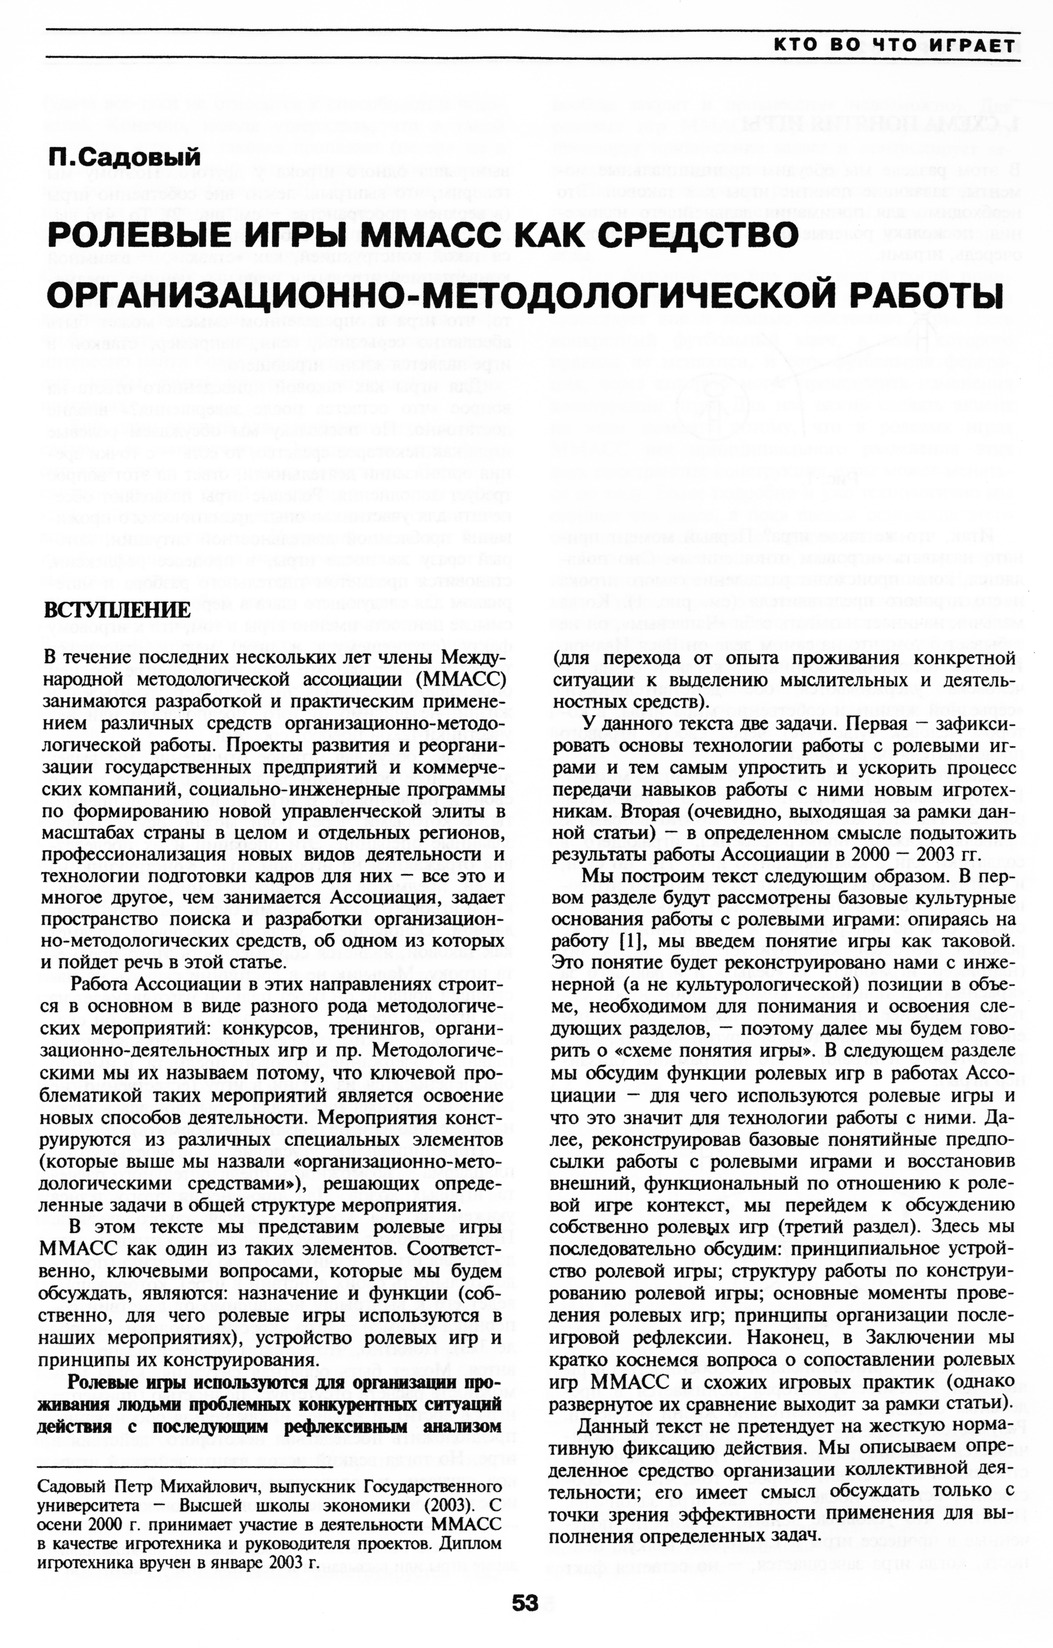 КТО ВО ЧТО ИГРАЕТ
П.Садовый
РОЛЕВЫЕ ИГРЫ ММАСС КАК СРЕДСТВО
ОРГАНИЗАЦИОННО-МЕТОДОЛОГИЧЕСКОЙ РАБОТЫ
ВСТУПЛЕНИЕ
В течение последних нескольких лет члены Между-
народной методологической ассоциации (ММАСС)
занимаются разработкой и практическим примене-
нием различных средств организационно-методо-
логической работы. Проекты развития и реоргани-
зации государственных предприятий и коммерче-
ских компаний, социально-инженерные программы
по формированию новой управленческой элиты в
масштабах страны в целом и отдельных регионов,
профессионализация новых видов деятельности и
технологии подготовки кадров для них — все это и
многое другое, чем занимается Ассоциация, задает
пространство поиска и разработки организацион-
но-методологических средств, об одном из которых
и пойдет речь в этой статье.
Работа Ассоциации в этих направлениях строит-
ся в основном в виде разного рода методологиче-
ских мероприятий: конкурсов, тренингов, органи-
зационно-деятельностных игр и пр. Методологиче-
скими мы их называем потому, что ключевой про-
блематикой таких мероприятий является освоение
новых способов деятельности. Мероприятия конст-
руируются из различных специальных элементов
(которые выше мы назвали «организационно-мето-
дологическими средствами»), решающих опреде-
ленные задачи в общей структуре мероприятия.
В этом тексте мы представим ролевые игры
ММАСС как один из таких элементов. Соответст-
венно, ключевыми вопросами, которые мы будем
обсуждать, являются: назначение и функции (соб-
ственно, для чего ролевые игры используются в
наших мероприятиях), устройство ролевых игр и
принципы их конструирования.
Ролевые игры используются для организации про-
живания людьми проблемных конкурентных ситуаций
действия с последующим рефлексивным анализом
Садовый Петр Михайлович, выпускник Государственного
университета — Высшей школы экономики (2003). С
осени 2000 г. принимает участие в деятельности ММАСС
в качестве игротехника и руководителя проектов. Диплом
игротехника вручен в январе 2003 г.
(для перехода от опыта проживания конкретной
ситуации к выделению мыслительных и деятель-
ностных средств).
У данного текста две задачи. Первая — зафикси-
ровать основы технологии работы с ролевыми иг-
рами и тем самым упростить и ускорить процесс
передачи навыков работы с ними новым игротех-
никам. Вторая (очевидно, выходящая за рамки дан-
ной статьи) — в определенном смысле подытожить
результаты работы Ассоциации в 2000 — 2003 гг.
Мы построим текст следующим образом. В пер-
вом разделе будут рассмотрены базовые культурные
основания работы с ролевыми играми: опираясь на
работу [1], мы введем понятие игры как таковой.
Это понятие будет реконструировано нами с инже-
нерной (а не культурологической) позиции в объе-
ме, необходимом для понимания и освоения сле-
дующих разделов, — поэтому далее мы будем гово-
рить о «схеме понятия игры». В следующем разделе
мы обсудим функции ролевых игр в работах Ассо-
циации — для чего используются ролевые игры и
что это значит для технологии работы с ними. Да-
лее, реконструировав базовые понятийные предпо-
сылки работы с ролевыми играми и восстановив
внешний, функциональный по отношению к роле-
вой игре контекст, мы перейдем к обсуждению
собственно ролевых игр (третий раздел). Здесь мы
последовательно обсудим: принципиальное устрой-
ство ролевой игры; структуру работы по конструи-
рованию ролевой игры; основные моменты прове-
дения ролевых игр; принципы организации после-
игровой рефлексии. Наконец, в Заключении мы
кратко коснемся вопроса о сопоставлении ролевых
игр ММАСС и схожих игровых практик (однако
развернутое их сравнение выходит за рамки статьи).
Данный текст не претендует на жесткую норма-
тивную фиксацию действия. Мы описываем опре-
деленное средство организации коллективной дея-
тельности; его имеет смысл обсуждать только с
точки зрения эффективности применения для вы-
полнения определенных задач.
53